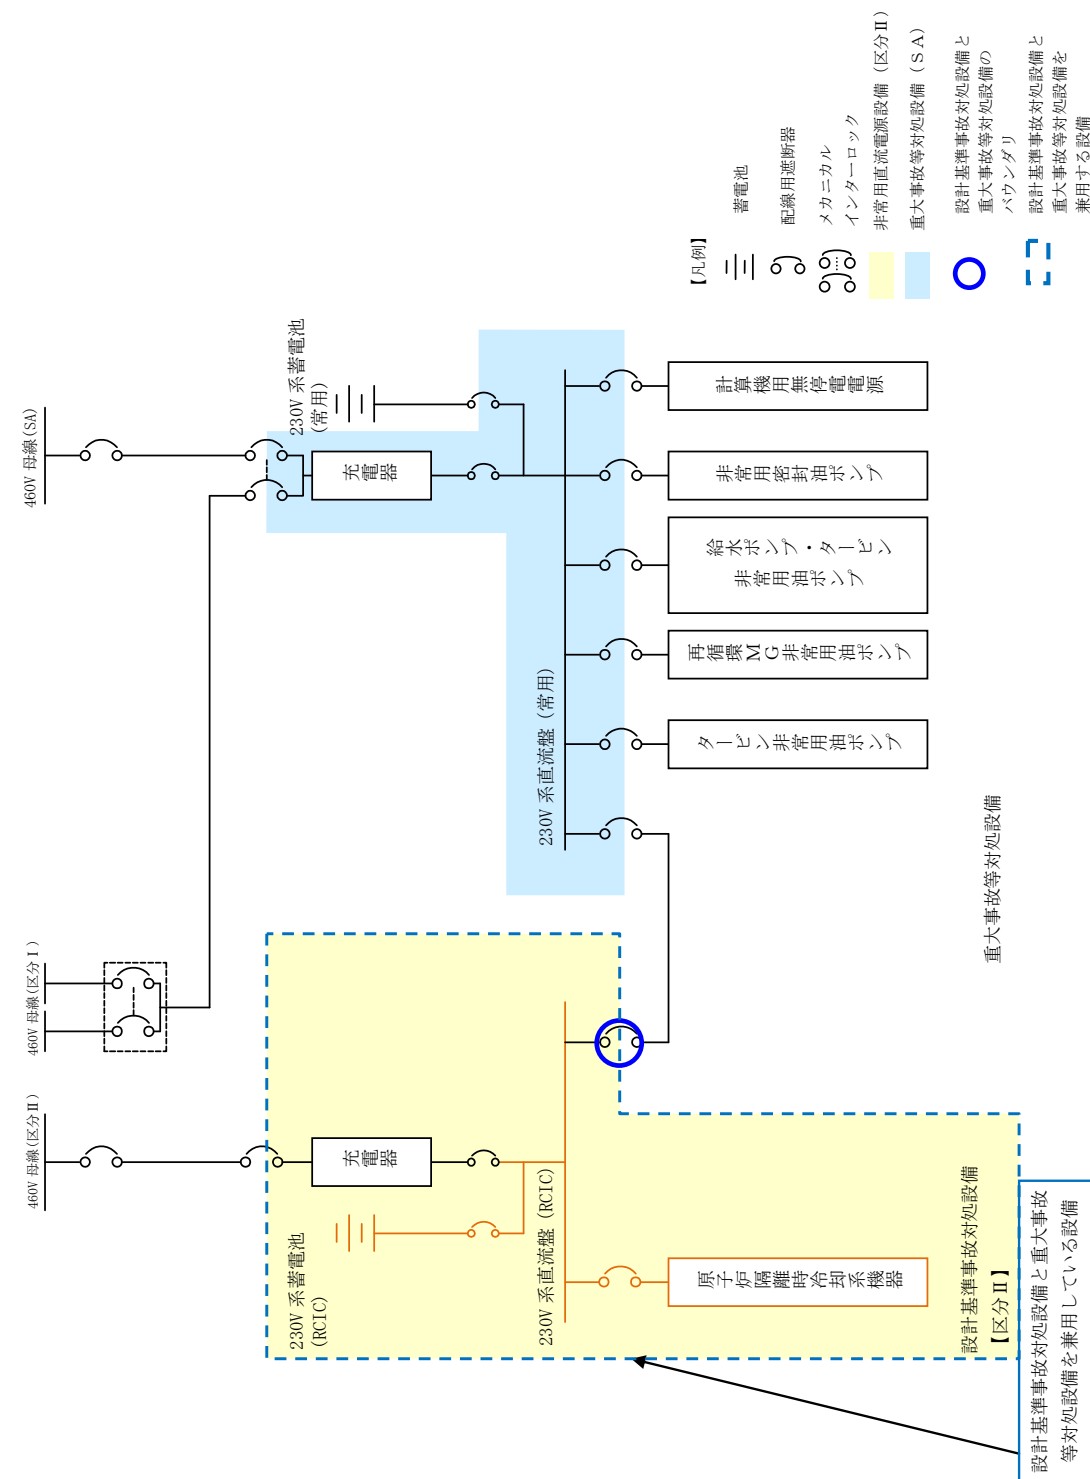 460V 母線(区分Ⅱ)
460V 母線(区分Ⅰ)
460V 母線(SA)
230V 系蓄電池
(RCIC)
充電器
230V 系直流盤 (RCIC)
原子炉隔離時冷却系機器
設計基準事故対処設備
【区分Ⅱ】
設計基準事故対処設備と重大事故
等対処設備を兼用している設備
230V 系蓄電池
(常用)
充電器
230V 系直流盤 (常用)
タービン非常用油ポンプ
再循環MG非常用油ポンプ
給水ポンプ・タービン
非常用油ポンプ
非常用密封油ポンプ
計算機用無停電電源
重大事故等対処設備
【凡例】
蓄電池
配線用遮断器
メカニカル
インターロック
非常用直流電源設備（区分Ⅱ）
重大事故等対処設備（ＳＡ）
設計基準事故対処設備と
重大事故等対処設備の
バウンダリ
設計基準事故対処設備と
重大事故等対処設備を
兼用する設備